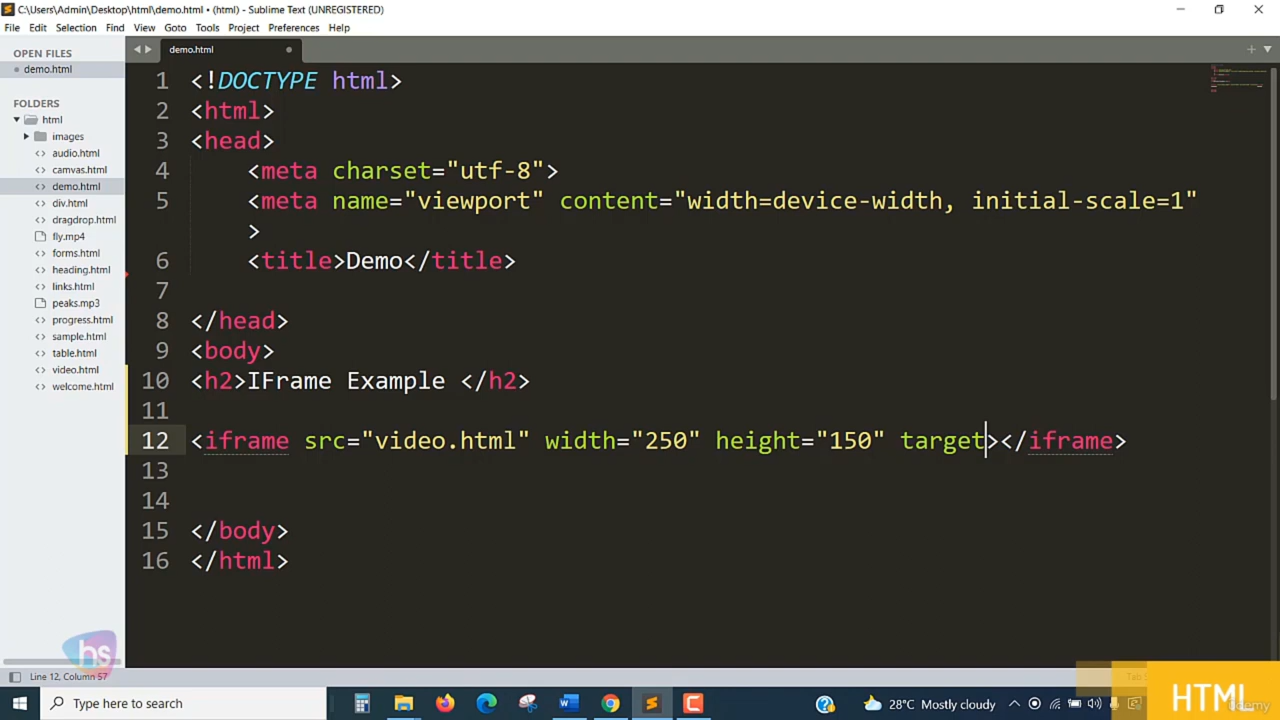 C:\Users\Admin\Desktop\html\demo.html • (html) - Sublime Text (UNREGISTERED)
File Edit Selection Find View Goto Tools Project Preferences Help
OPEN FILES
demo.html
FOLDERS
html
images
audio.html
canvas.html
demo.html
div.html
dragdrop.html
fly.mp4
forms.html
heading.html
links.html
peaks.mp3
progress.html
sample.html
table.html
video.html
welcome.html
demo.html
1 <!DOCTYPE html>
2 <html>
3 <head>
4 <meta charset="utf-8">
5 <meta name="viewport" content="width=device-width, initial-scale=1"
>
6 <title>Demo</title>
7
8 </head>
9 <body>
10 <h2>IFrame Example </h2>
11
12 <iframe src="video.html" width="250" height="150" target></iframe>
13
14
15 </body>
16 </html>
hs
Line 12, Column 57
Tab S
Type here to search
28°C Mostly cloudy
HTML
Udemy